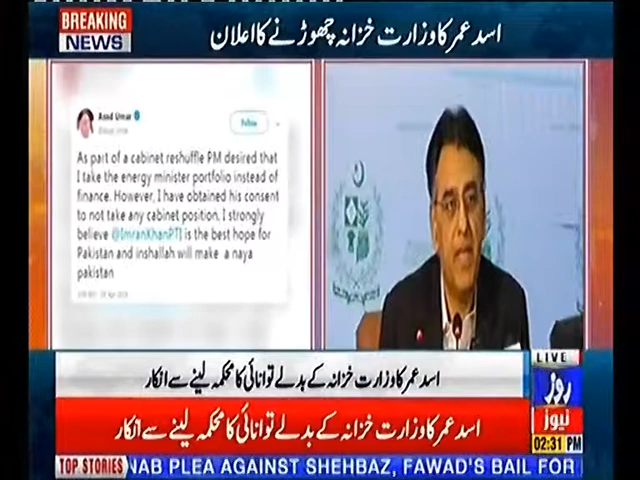 BREAKING
NEWS
اسد عمر کا وزارت خزانہ چھوڑنے کا اعلان
Asad Umar
Follow
As part of a cabinet reshuffle PM desired that
I take the energy minister portfolio instead of
finance. However, I have obtained his consent
to not take any cabinet position. I strongly
believe @ImranKhanPTI is the best hope for
Pakistan and inshallah will make a naya
pakistan
اسد عمر کا وزارت خزانہ کے بدلے توانائی کا محکمہ لینے سے انکار
LIVE
روز
نیوز
اسد عمر کا وزارت خزانہ کے بدلے توانائی کا محکمہ لینے سے انکار
02:31 PM
TOP STORIES NAB PLEA AGAINST SHEHBAZ, FAWAD'S BAIL FOR